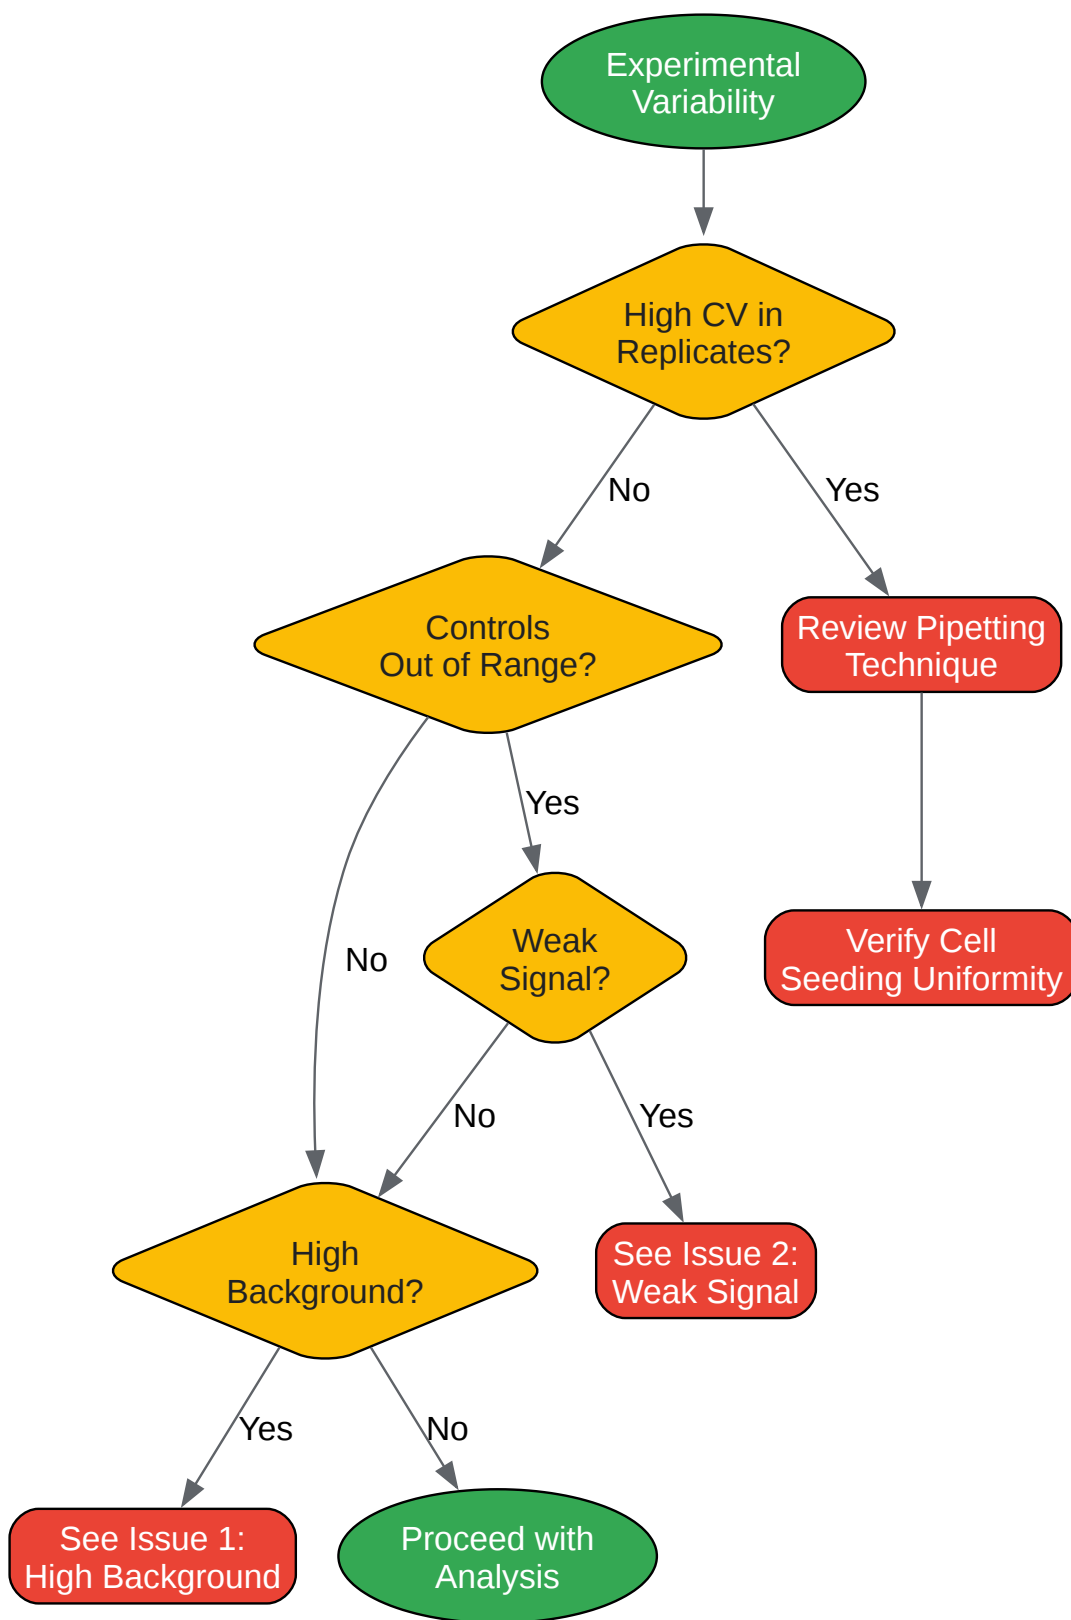 Experimental
Variability
High CV in
Replicates?
No
Yes
Controls
Out of Range?
Review Pipetting
Technique
Yes
Weak
Signal?
No
Verify Cell
Seeding Uniformity
No
Yes
High
Background?
See Issue 2:
Weak Signal
Yes
No
See Issue 1:
High Background
Proceed with
Analysis